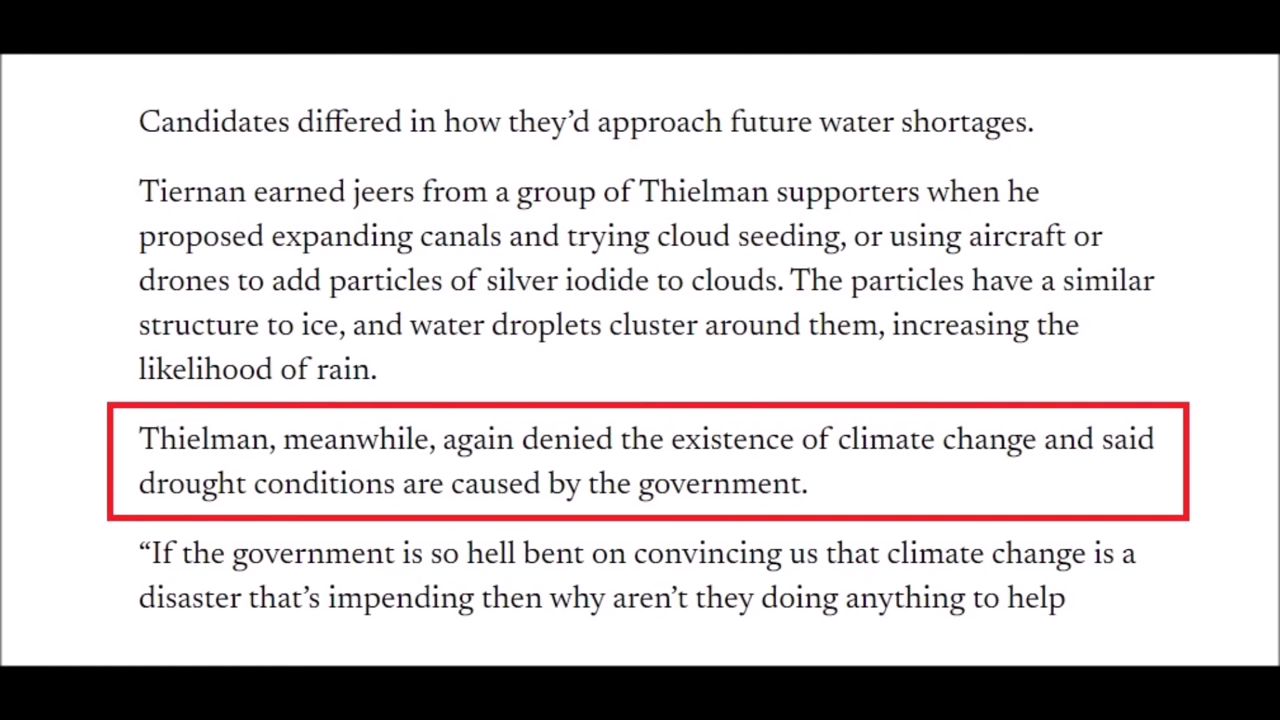 Candidates differed in how they’d approach future water shortages.
Tiernan earned jeers from a group of Thielman supporters when he
proposed expanding canals and trying cloud seeding, or using aircraft or
drones to add particles of silver iodide to clouds. The particles have a similar
structure to ice, and water droplets cluster around them, increasing the
likelihood of rain.
Thielman, meanwhile, again denied the existence of climate change and said
drought conditions are caused by the government.
“If the government is so hell bent on convincing us that climate change is a
disaster that’s impending then why aren’t they doing anything to help